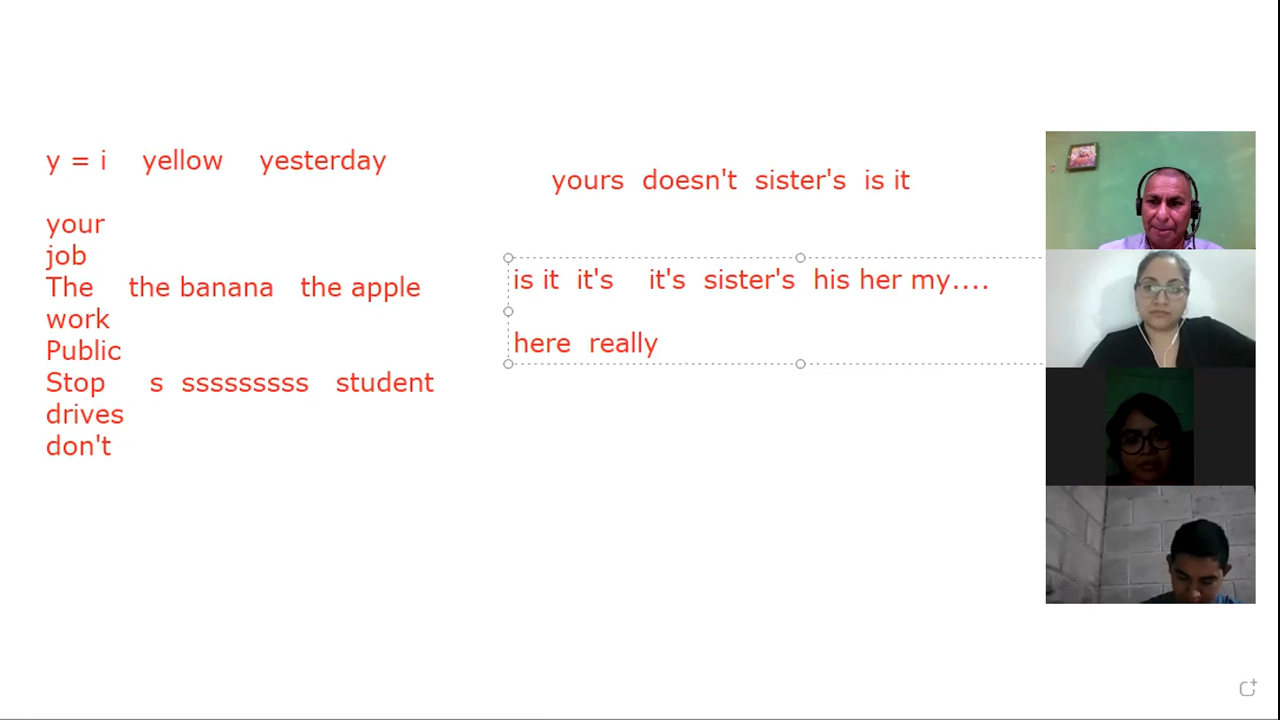 y = i yellow yesterday
your
job
The the banana the apple
work
Public
Stop s sssssssss student
drives
don't
yours doesn't sister's is it
is it it's it's sister's his her my....
here really